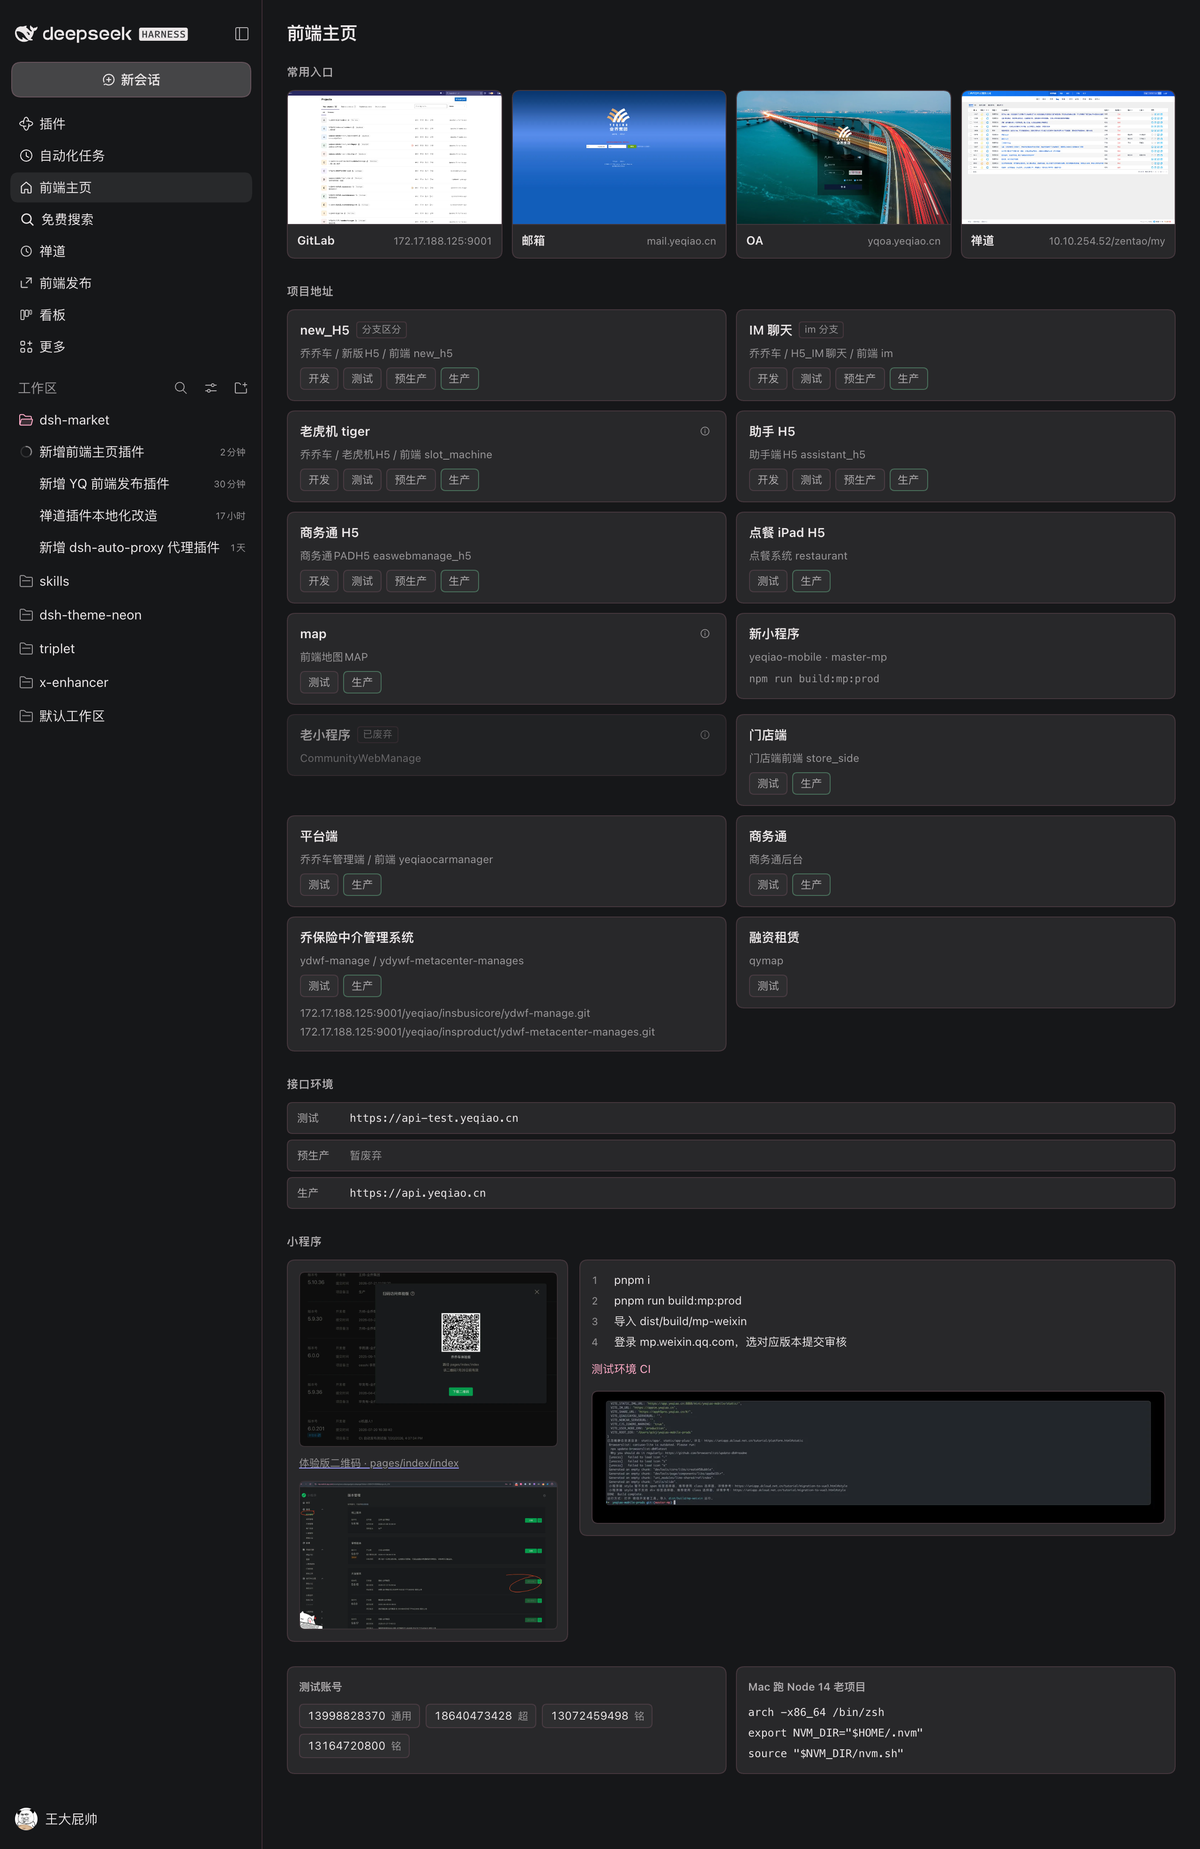 deepseek HARNESS
新会话
插件
自动化任务
前端主页
免费搜索
禅道
前端发布
看板
更多
工作区
dsh-market
新增前端主页插件 2分钟
新增 YQ 前端发布插件 30分钟
禅道插件本地化改造 17小时
新增 dsh-auto-proxy 代理插件 1天
skills
dsh-theme-neon
triplet
x-enhancer
默认工作区
王大屁帅
前端主页
常用入口
GitLab 172.17.188.125:9001
邮箱 mail.yeqiao.cn
OA yqoa.yeqiao.cn
禅道 10.10.254.52/zentao/my
项目地址
new_H5 分支区分
乔乔车 / 新版H5 / 前端 new_h5
开发 测试 预生产 生产
IM 聊天 im 分支
乔乔车 / H5_IM聊天 / 前端 im
开发 测试 预生产 生产
老虎机 tiger
乔乔车 / 老虎机H5 / 前端 slot_machine
开发 测试 预生产 生产
助手 H5
助手端H5 assistant_h5
开发 测试 预生产 生产
商务通 H5
商务通PADH5 easwebmanage_h5
开发 测试 预生产 生产
点餐 iPad H5
点餐系统 restaurant
测试 生产
map
前端地图MAP
测试 生产
新小程序
yeqiao-mobile · master-mp
npm run build:mp:prod
老小程序 已废弃
CommunityWebManage
门店端
门店端前端 store_side
测试 生产
平台端
乔乔车管理端 / 前端 yeqiaocarmanager
测试 生产
商务通
商务通后台
测试 生产
乔保险中介管理系统
ydwf-manage / ydywf-metacenter-manages
测试 生产
172.17.188.125:9001/yeqiao/insbusicore/ydwf-manage.git
172.17.188.125:9001/yeqiao/insproduct/ydwf-metacenter-manages.git
融资租赁
qymap
测试
接口环境
测试 https://api-test.yeqiao.cn
预生产 暂废弃
生产 https://api.yeqiao.cn
小程序
体验版二维码 · pages/index/index
1 pnpm i
2 pnpm run build:mp:prod
3 导入 dist/build/mp-weixin
4 登录 mp.weixin.qq.com，选对应版本提交审核
测试环境 CI
测试账号
13998828370 通用
18640473428 超
13072459498 铭
13164720800 铭
Mac 跑 Node 14 老项目
arch -x86_64 /bin/zsh
export NVM_DIR="$HOME/.nvm"
source "$NVM_DIR/nvm.sh"